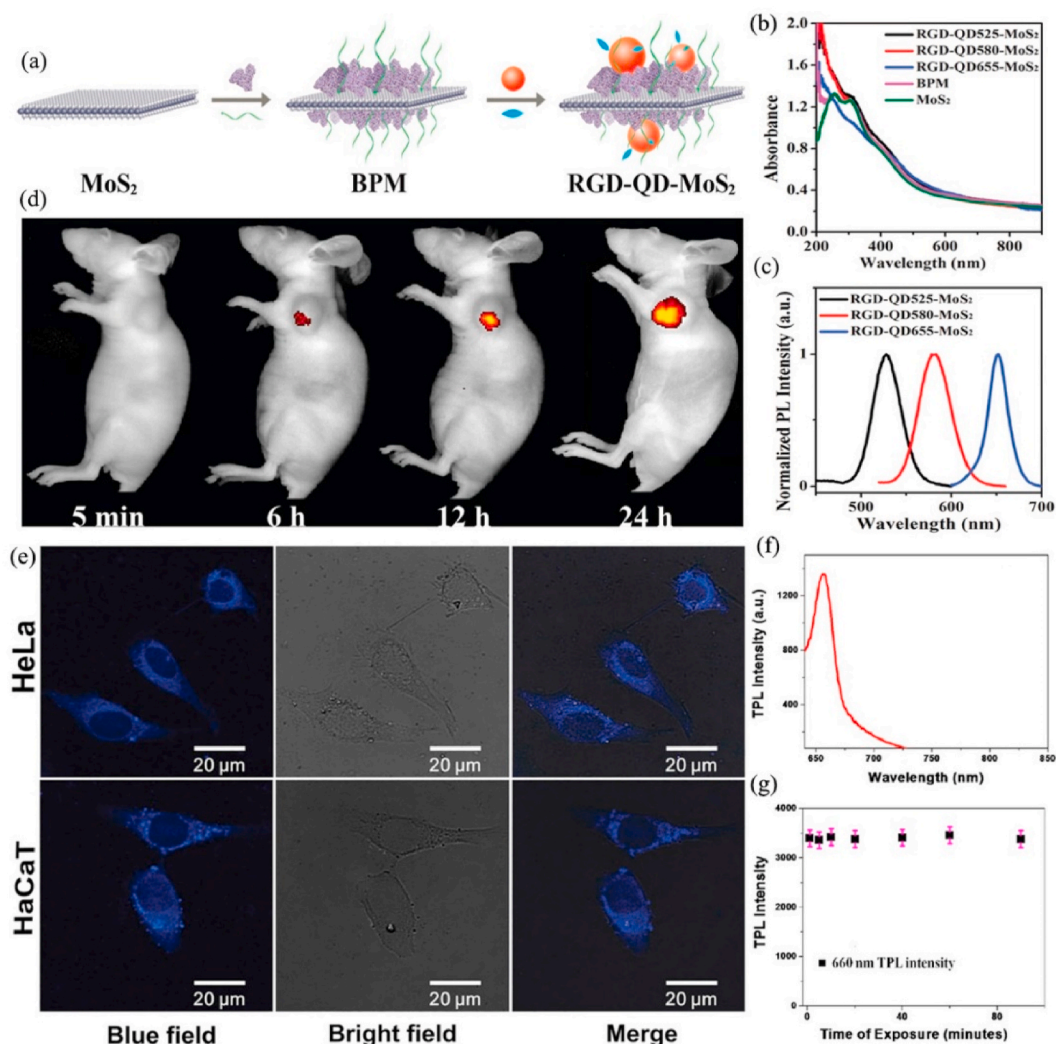 (a)
MoS₂
BPM
RGD-QD-MoS₂
(b)
2.0
1.6
1.2
0.8
0.4
Absorbance
RGD-QD525-MoS₂
RGD-QD580-MoS₂
RGD-QD655-MoS₂
BPM
MoS₂
200
400
600
800
Wavelength (nm)
(c)
RGD-QD525-MoS₂
RGD-QD580-MoS₂
RGD-QD655-MoS₂
Normalized PL Intensity (a.u.)
1
0
500
600
700
Wavelength (nm)
(d)
5 min
6 h
12 h
24 h
(e)
HeLa
20 µm
20 µm
20 µm
HaCaT
20 µm
20 µm
20 µm
Blue field
Bright field
Merge
(f)
TPL Intensity (a.u.)
1200
800
400
650
700
750
800
850
Wavelength (nm)
(g)
TPL Intensity
4000
3000
2000
1000
0
660 nm TPL intensity
0
40
80
Time of Exposure (minutes)